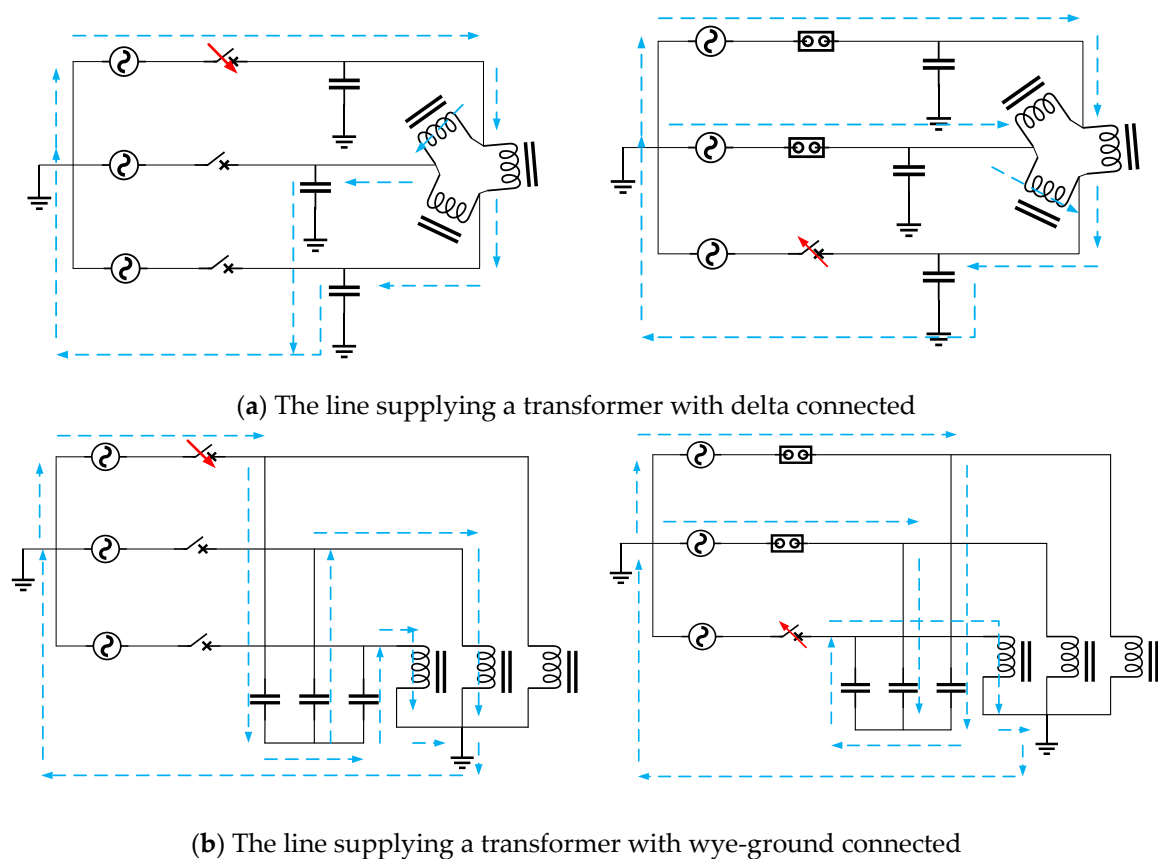 (a) The line supplying a transformer with delta connected
(b) The line supplying a transformer with wye-ground connected